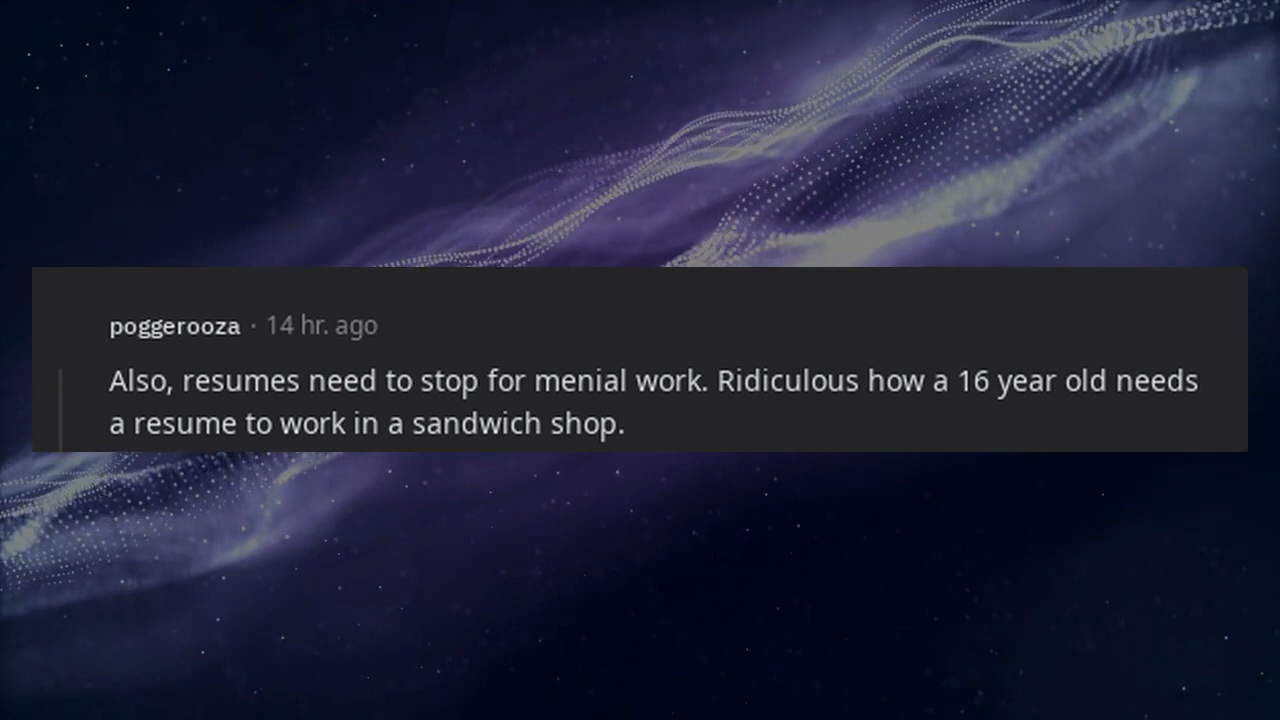 poggerooza · 14 hr. ago
Also, resumes need to stop for menial work. Ridiculous how a 16 year old needs
a resume to work in a sandwich shop.